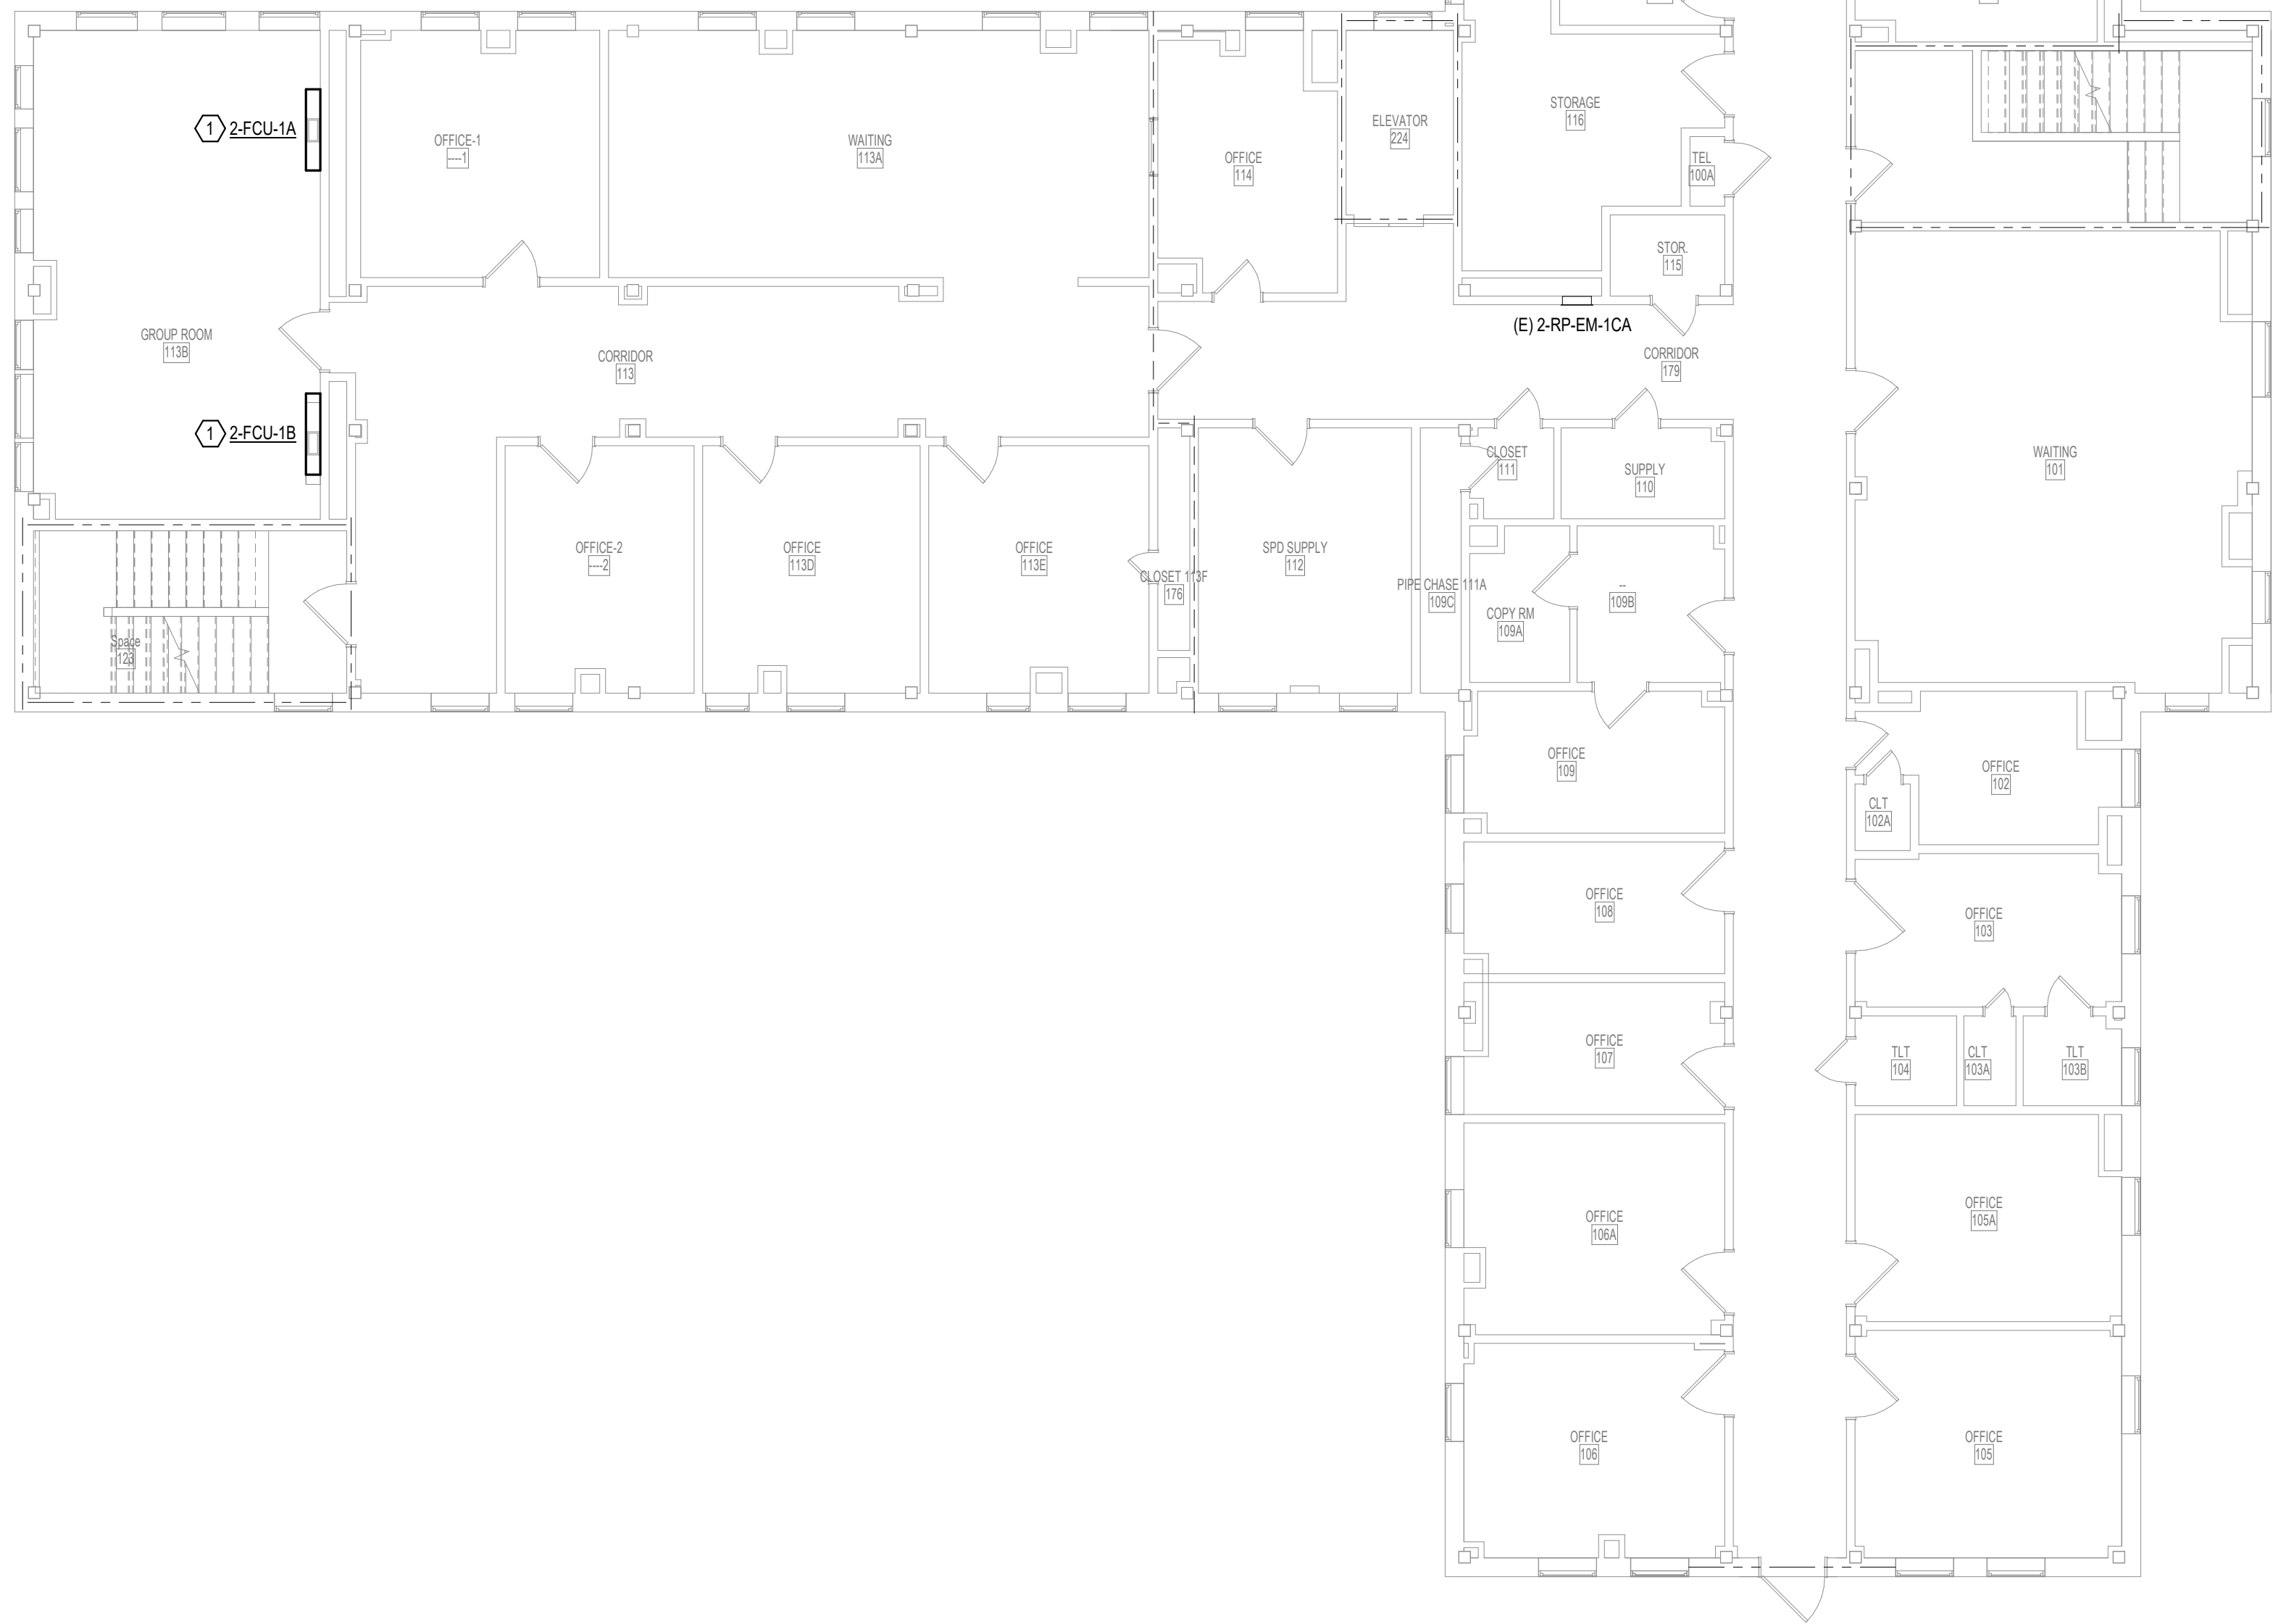 1 2-FCU-1A
OFFICE-1
----1
WAITING
113A
OFFICE
114
ELEVATOR
224
STORAGE
116
TEL
100A
STOR.
115
(E) 2-RP-EM-1CA
GROUP ROOM
113B
CORRIDOR
113
CORRIDOR
179
1 2-FCU-1B
CLOSET
111
SUPPLY
110
WAITING
101
OFFICE-2
----2
OFFICE
113D
OFFICE
113E
CLOSET 113F
176
SPD SUPPLY
112
PIPE CHASE 111A
109C
COPY RM
109A
--
109B
Space
123
OFFICE
109
OFFICE
102
CLT
102A
OFFICE
108
OFFICE
103
OFFICE
107
TLT
104
CLT
103A
TLT
103B
OFFICE
106A
OFFICE
105A
OFFICE
106
OFFICE
105